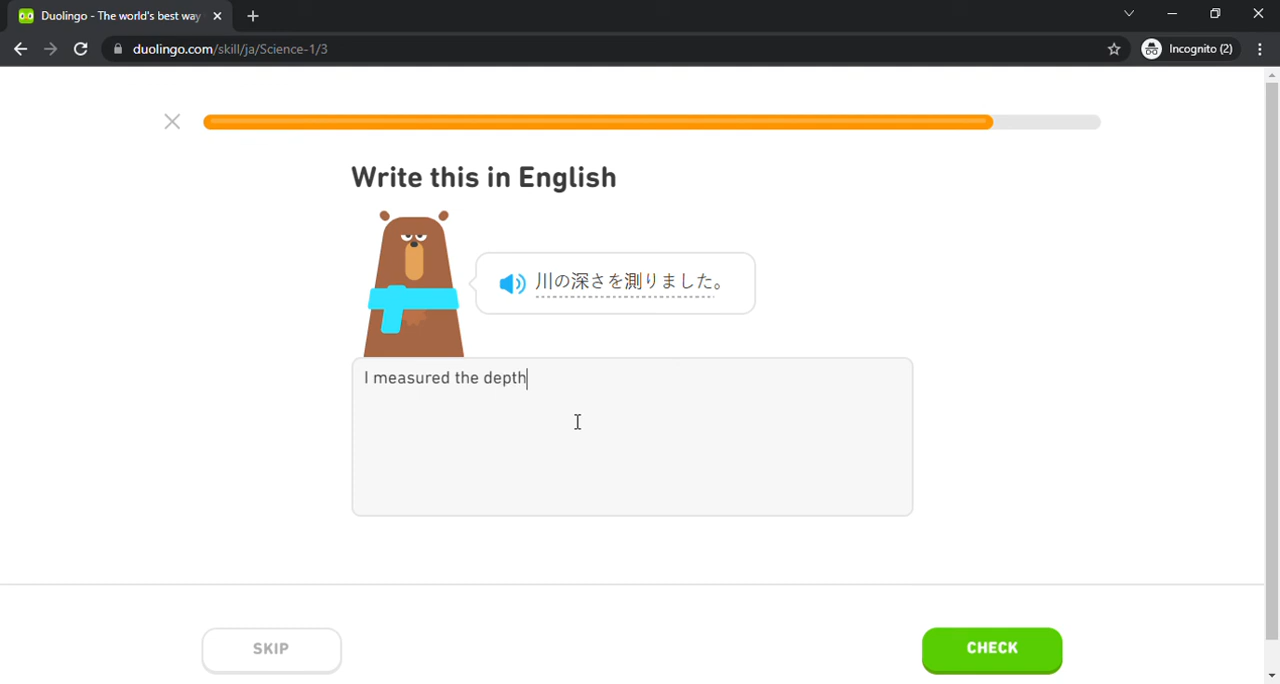 Duolingo - The world's best way
duolingo.com/skill/ja/Science-1/3
Incognito (2)
Write this in English
川の深さを測りました。
I measured the depth
SKIP
CHECK